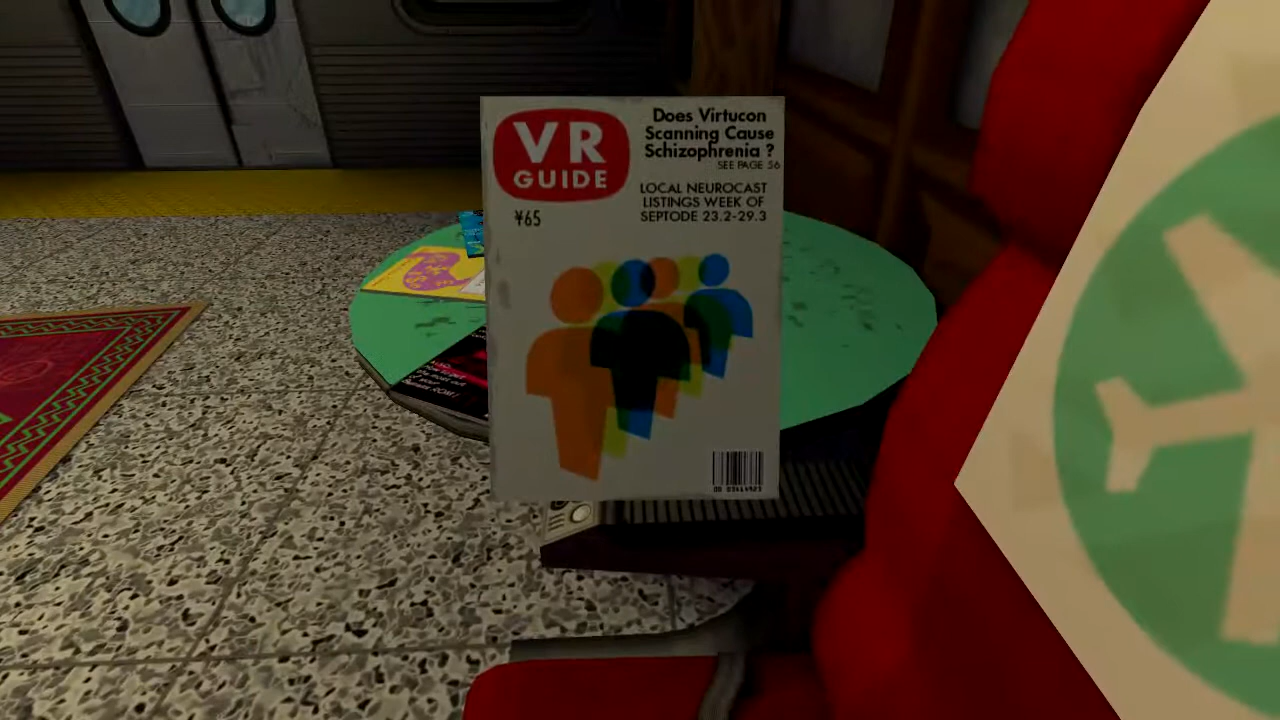 VR
GUIDE
¥65
Does Virtucon
Scanning Cause
Schizophrenia ?
SEE PAGE 56
LOCAL NEUROCAST
LISTINGS WEEK OF
SEPTODE 23.2-29.3